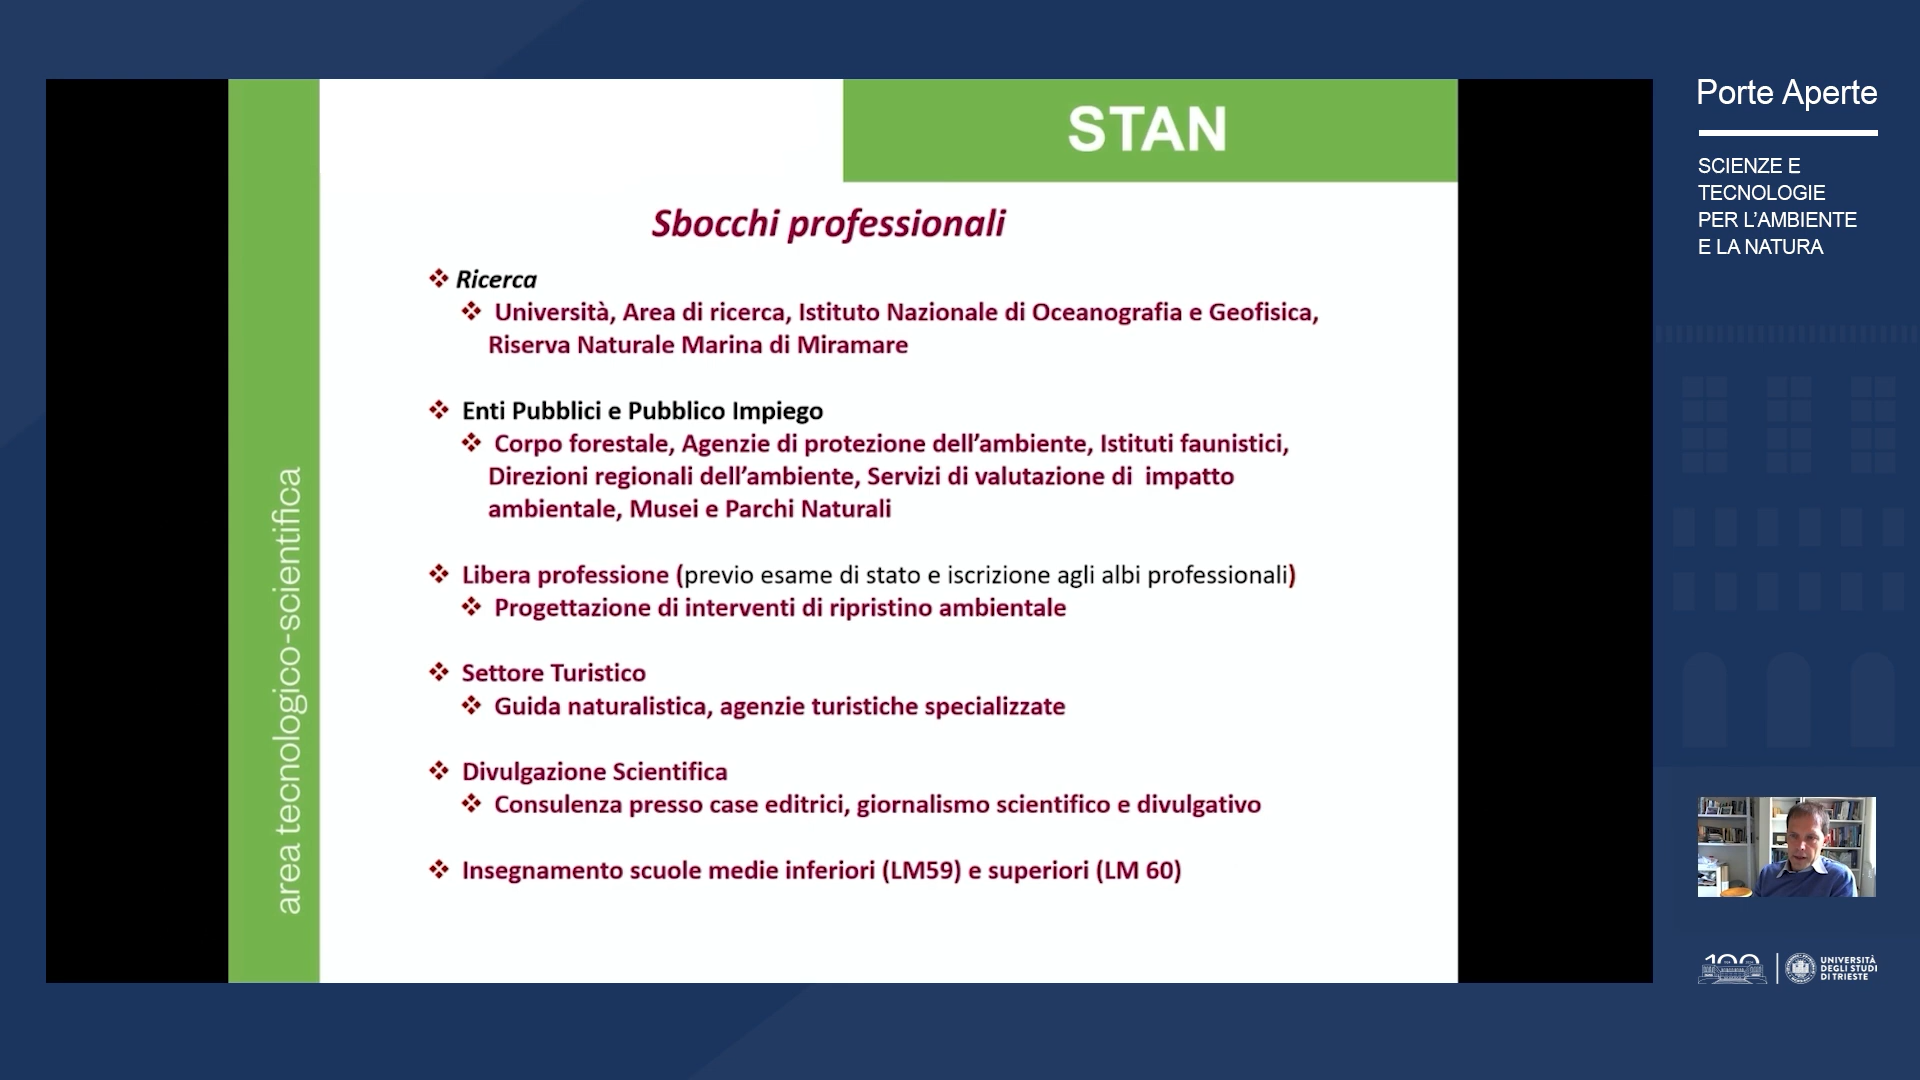 STAN
Sbocchi professionali
Ricerca
Università, Area di ricerca, Istituto Nazionale di Oceanografia e Geofisica,
Riserva Naturale Marina di Miramare
Enti Pubblici e Pubblico Impiego
Corpo forestale, Agenzie di protezione dell’ambiente, Istituti faunistici,
Direzioni regionali dell’ambiente, Servizi di valutazione di impatto
ambientale, Musei e Parchi Naturali
Libera professione (previo esame di stato e iscrizione agli albi professionali)
Progettazione di interventi di ripristino ambientale
Settore Turistico
Guida naturalistica, agenzie turistiche specializzate
Divulgazione Scientifica
Consulenza presso case editrici, giornalismo scientifico e divulgativo
Insegnamento scuole medie inferiori (LM59) e superiori (LM 60)
area tecnologico-scientifica
Porte Aperte
SCIENZE E
TECNOLOGIE
PER L’AMBIENTE
E LA NATURA
100
UNIVERSITÀ
DEGLI STUDI
DI TRIESTE